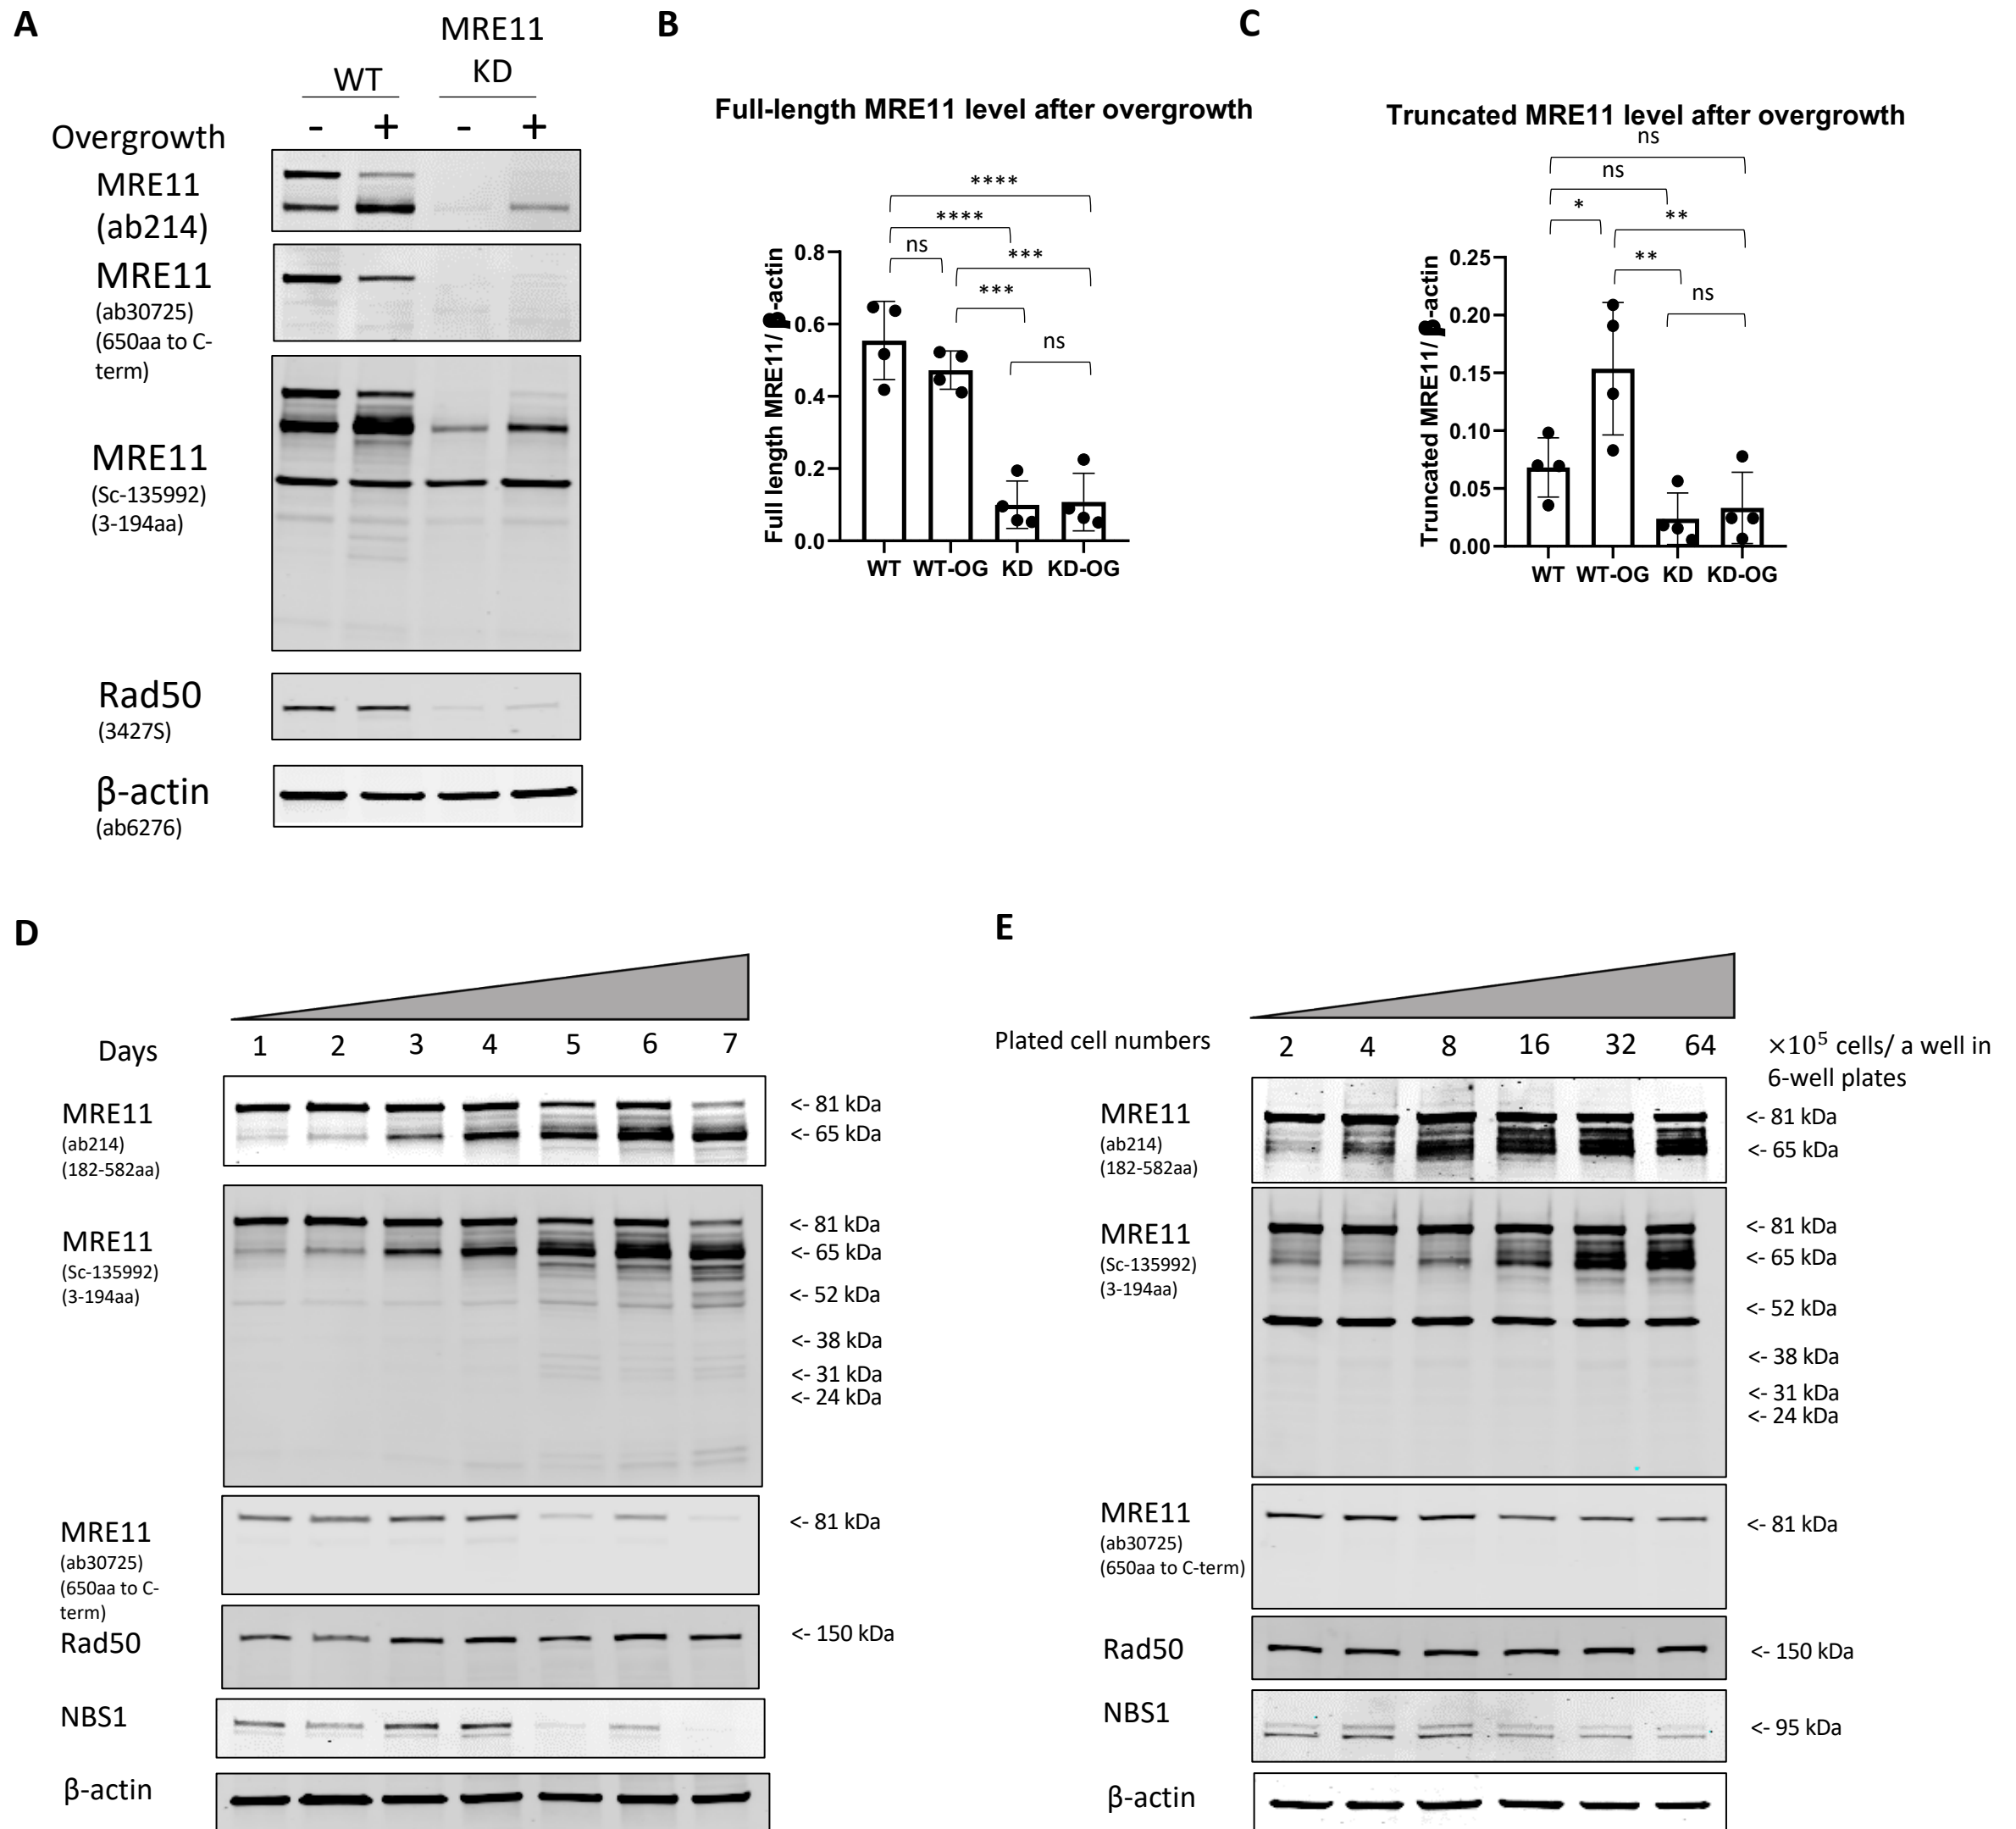 A
MRE11
KD
WT
Overgrowth
- + - +
MRE11
(ab214)
MRE11
(ab30725)
(650aa to C-
term)
MRE11
(Sc-135992)
(3-194aa)
Rad50
(3427S)
β-actin
(ab6276)
B
Full-length MRE11 level after overgrowth
****
****
ns
***
***
ns
Full length MRE11/ β-actin
0.8
0.6
0.4
0.2
0.0
WT WT-OG KD KD-OG
C
Truncated MRE11 level after overgrowth
ns
ns
*
**
**
ns
Truncated MRE11/ β-actin
0.25
0.20
0.15
0.10
0.05
0.00
WT WT-OG KD KD-OG
D
Days
1 2 3 4 5 6 7
MRE11
(ab214)
(182-582aa)
<- 81 kDa
<- 65 kDa
MRE11
(Sc-135992)
(3-194aa)
<- 81 kDa
<- 65 kDa
<- 52 kDa
<- 38 kDa
<- 31 kDa
<- 24 kDa
MRE11
(ab30725)
(650aa to C-
term)
<- 81 kDa
Rad50
<- 150 kDa
NBS1
β-actin
E
Plated cell numbers
2 4 8 16 32 64
×10⁵ cells/ a well in
6-well plates
MRE11
(ab214)
(182-582aa)
<- 81 kDa
<- 65 kDa
MRE11
(Sc-135992)
(3-194aa)
<- 81 kDa
<- 65 kDa
<- 52 kDa
<- 38 kDa
<- 31 kDa
<- 24 kDa
MRE11
(ab30725)
(650aa to C-term)
<- 81 kDa
Rad50
<- 150 kDa
NBS1
<- 95 kDa
β-actin